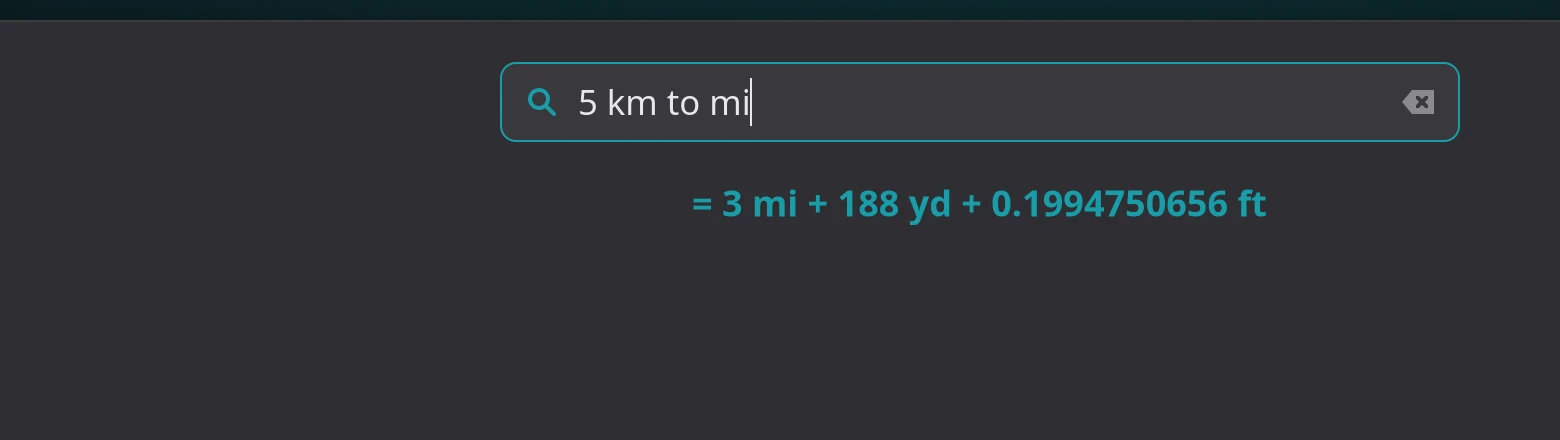 5 km to mi
= 3 mi + 188 yd + 0.1994750656 ft